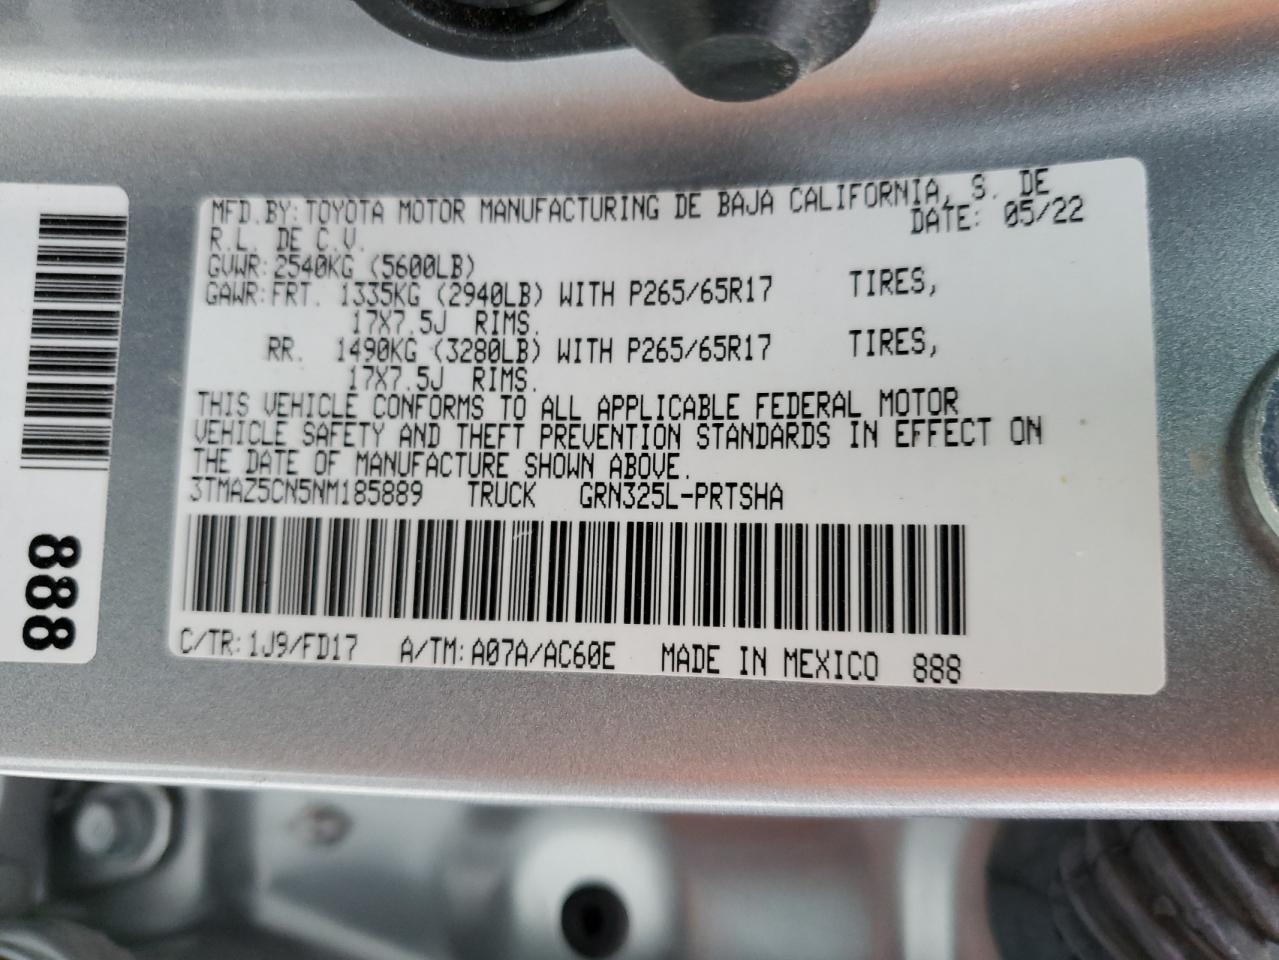 MFD.BY: TOYOTA MOTOR MANUFACTURING DE BAJA CALIFORNIA, S. DE
R.L. DE C.V. DATE: 05/22
GVWR: 2540KG (5600LB)
GAWR: FRT. 1335KG (2940LB) WITH P265/65R17 TIRES,
17X7.5J RIMS.
RR. 1490KG (3280LB) WITH P265/65R17 TIRES,
17X7.5J RIMS.
THIS VEHICLE CONFORMS TO ALL APPLICABLE FEDERAL MOTOR
VEHICLE SAFETY AND THEFT PREVENTION STANDARDS IN EFFECT ON
THE DATE OF MANUFACTURE SHOWN ABOVE.
3TMAZ5CN5NM185889 TRUCK GRN325L-PRTSHA
C/TR: 1J9/FD17 A/TM: A07A/AC60E MADE IN MEXICO 888
888